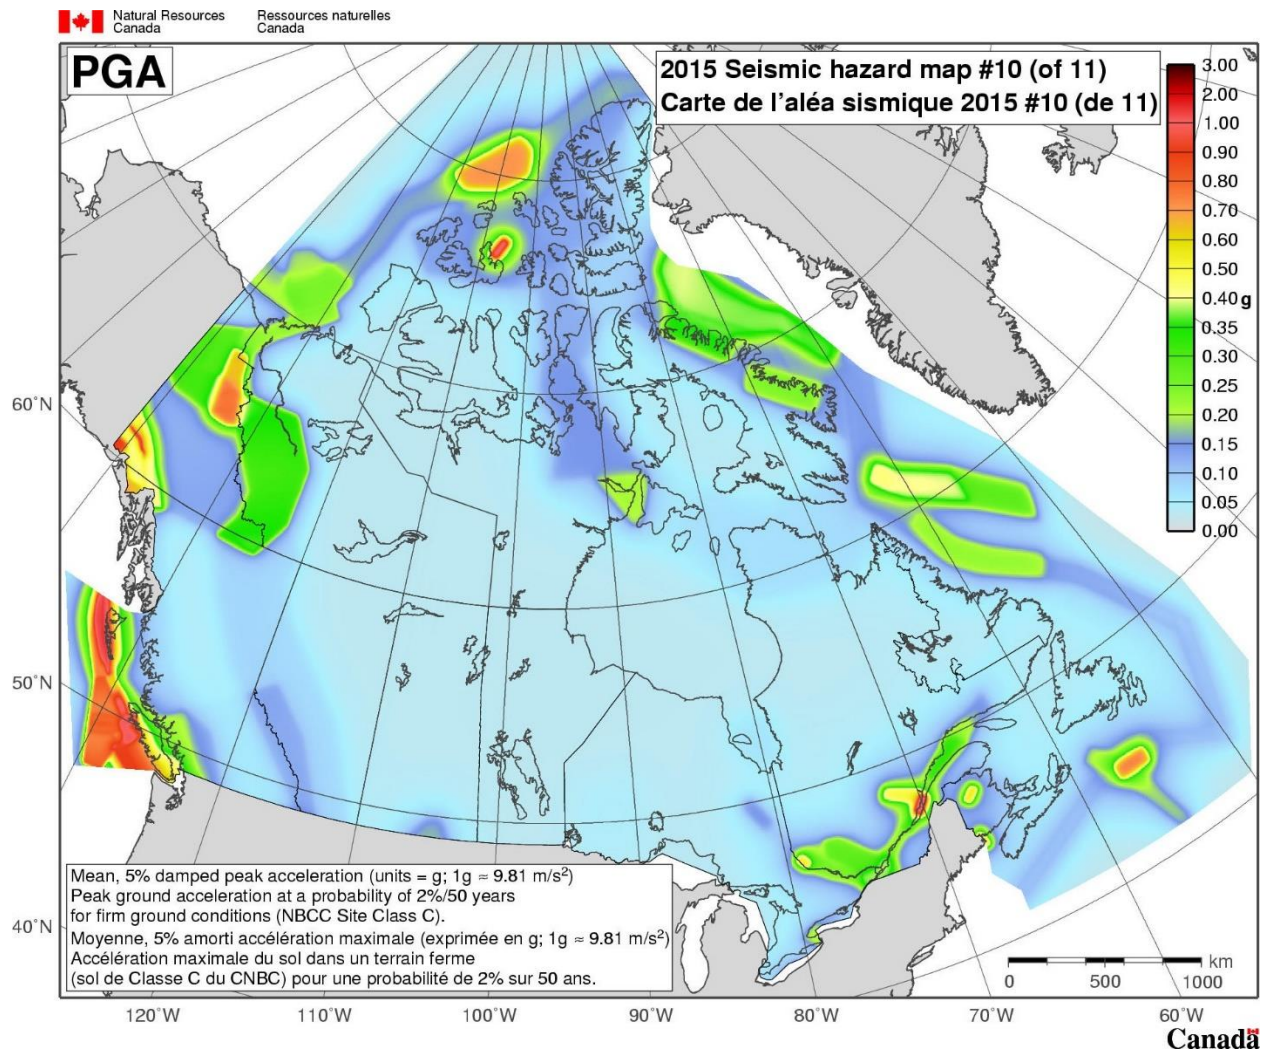 Natural Resources Canada
Ressources naturelles Canada
PGA
2015 Seismic hazard map #10 (of 11)
Carte de l'aléa sismique 2015 #10 (de 11)
3.00
2.00
1.00
0.90
0.80
0.70
0.60
0.50
0.40 g
0.35
0.30
0.25
0.20
0.15
0.10
0.05
0.00
60°N
50°N
40°N
Mean, 5% damped peak acceleration (units = g; 1g ≈ 9.81 m/s²)
Peak ground acceleration at a probability of 2%/50 years
for firm ground conditions (NBCC Site Class C).
Moyenne, 5% amorti accélération maximale (exprimée en g; 1g ≈ 9.81 m/s²)
Accélération maximale du sol dans un terrain ferme
(sol de Classe C du CNBC) pour une probabilité de 2% sur 50 ans.
km
0 500 1000
120°W 110°W 100°W 90°W 80°W 70°W 60°W
Canada